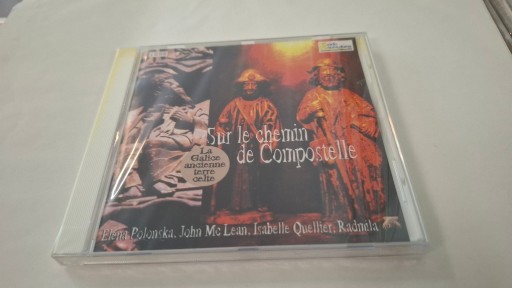 Sur le chemin
de Compostelle
La
Galice
ancienne
terre
celte
Elena Polonska, John Mc Lean, Isabelle Quellier, Radnula